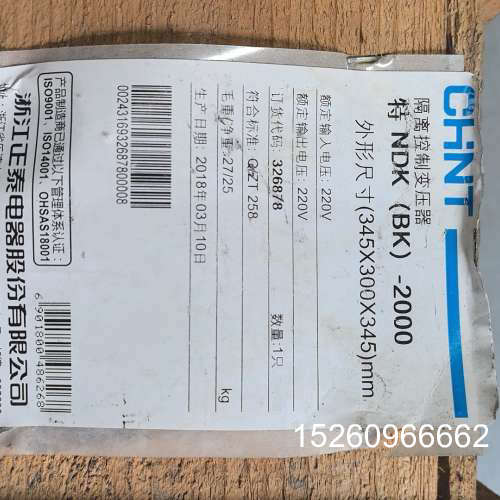 CHNT
隔离控制变压器
特 NDK（BK）-2000
外形尺寸(345X300X345)mm
额定输入电压: 220V
额定输出电压: 220V
订货代码: 326878 数量: 1只
符合标准: Q/ZT 258
毛重/净重: 27/25 kg
生产日期: 2018年03月10日
0024316932687800008
产品制造商已通过以下管理体系认证:
ISO9001, ISO14001, OHSAS18001
6901800486268
浙江正泰电器股份有限公司
15260966662